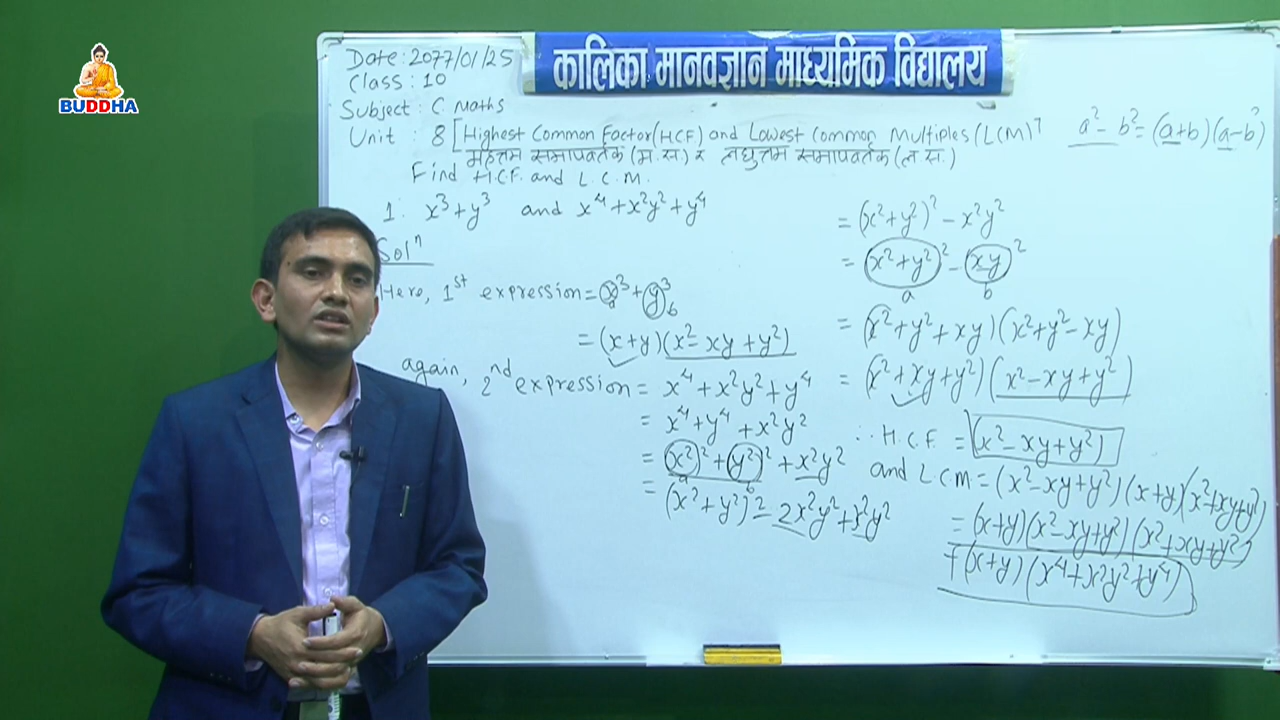 BUDDHA
कालिका मानवज्ञान माध्यमिक विद्यालय
Date: 2077/01/25
Class: 10
Subject: C. Maths
Unit: 8 [Highest Common Factor (HCF) and Lowest Common Multiples (LCM)]
महत्तम समापवर्तक (म.स.) र लघुत्तम समापवर्तक (ल.स.)
Find H.C.F. and L.C.M.
1. x³+y³ and x⁴+x²y²+y⁴
Solⁿ
Here, 1st expression = x³+y³
a b
= (x+y)(x²-xy+y²)
again, 2nd expression = x⁴+x²y²+y⁴
= x⁴+y⁴+x²y²
= (x²)²+(y²)²+x²y²
a b
= (x²+y²)²-2x²y²+x²y²
a²-b²=(a+b)(a-b)
= (x²+y²)²-x²y²
= (x²+y²)²-(xy)²
a b
= (x²+y²+xy)(x²+y²-xy)
= (x²+xy+y²)(x²-xy+y²)
∴ H.C.F. = (x²-xy+y²)
and L.C.M = (x²-xy+y²)(x+y)(x²+xy+y²)
= (x+y)(x²-xy+y²)(x²+xy+y²)
= (x+y)(x⁴+x²y²+y⁴)